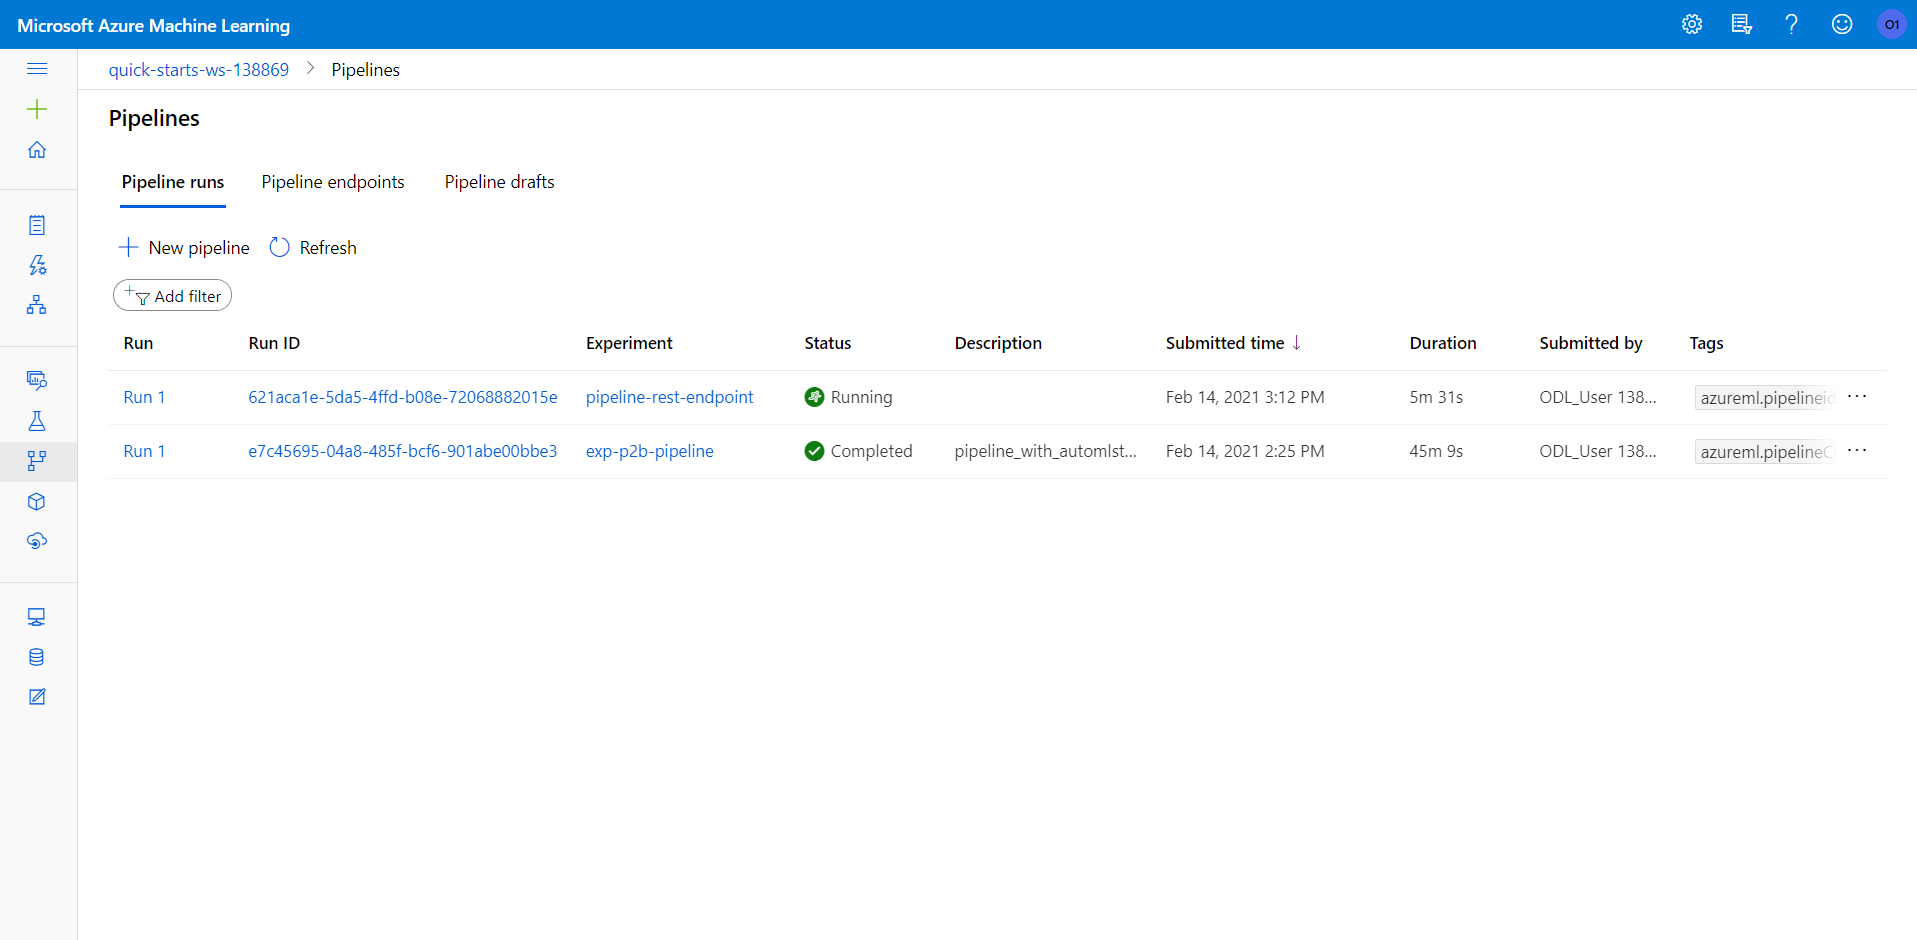 Microsoft Azure Machine Learning
O1
quick-starts-ws-138869 Pipelines
Pipelines
Pipeline runs Pipeline endpoints Pipeline drafts
New pipeline Refresh
Add filter
Run Run ID Experiment Status Description Submitted time Duration Submitted by Tags
Run 1 621aca1e-5da5-4ffd-b08e-72068882015e pipeline-rest-endpoint Running Feb 14, 2021 3:12 PM 5m 31s ODL_User 138... azureml.pipelineid ...
Run 1 e7c45695-04a8-485f-bcf6-901abe00bbe3 exp-p2b-pipeline Completed pipeline_with_automlst... Feb 14, 2021 2:25 PM 45m 9s ODL_User 138... azureml.pipelineC ...